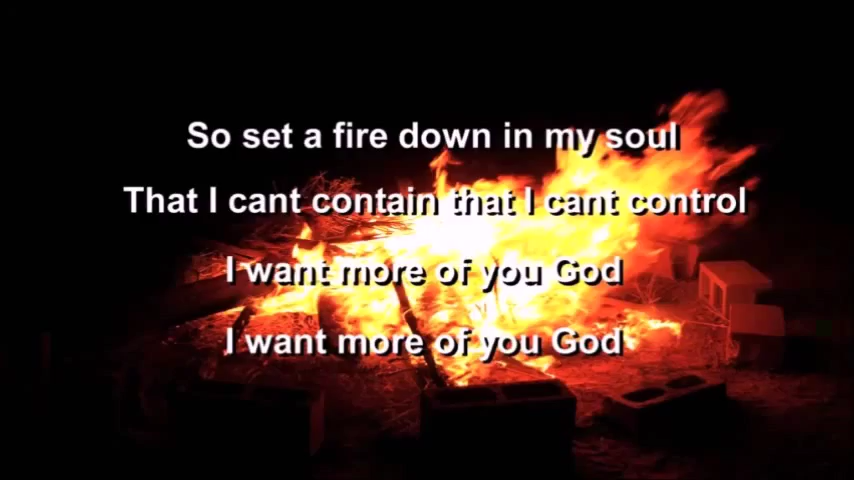 So set a fire down in my soul
That I cant contain that I cant control
I want more of you God
I want more of you God